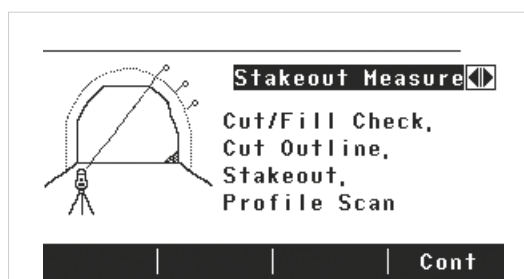 Stakeout Measure
Cut/Fill Check,
Cut Outline,
Stakeout,
Profile Scan
Cont